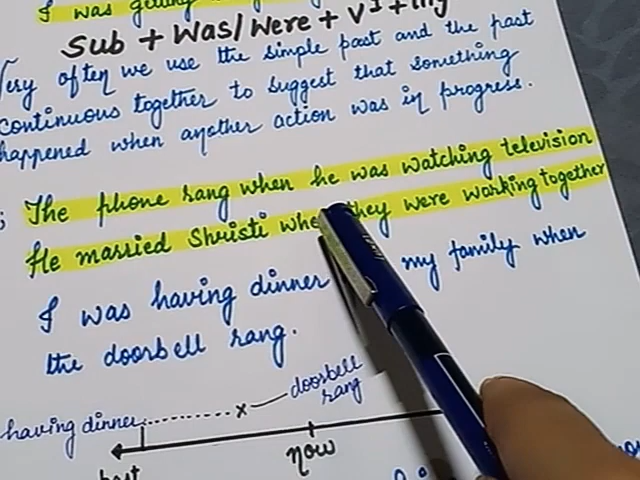 I was getting
Sub + Was/Were + V¹ + ing
Very often we use the simple past and the past
continuous together to suggest that something
happened when another action was in progress.
The phone rang when he was watching television
He married Shristi when they were working together
I was having dinner my family when
the doorbell rang.
doorbell
rang
having dinner
now
past